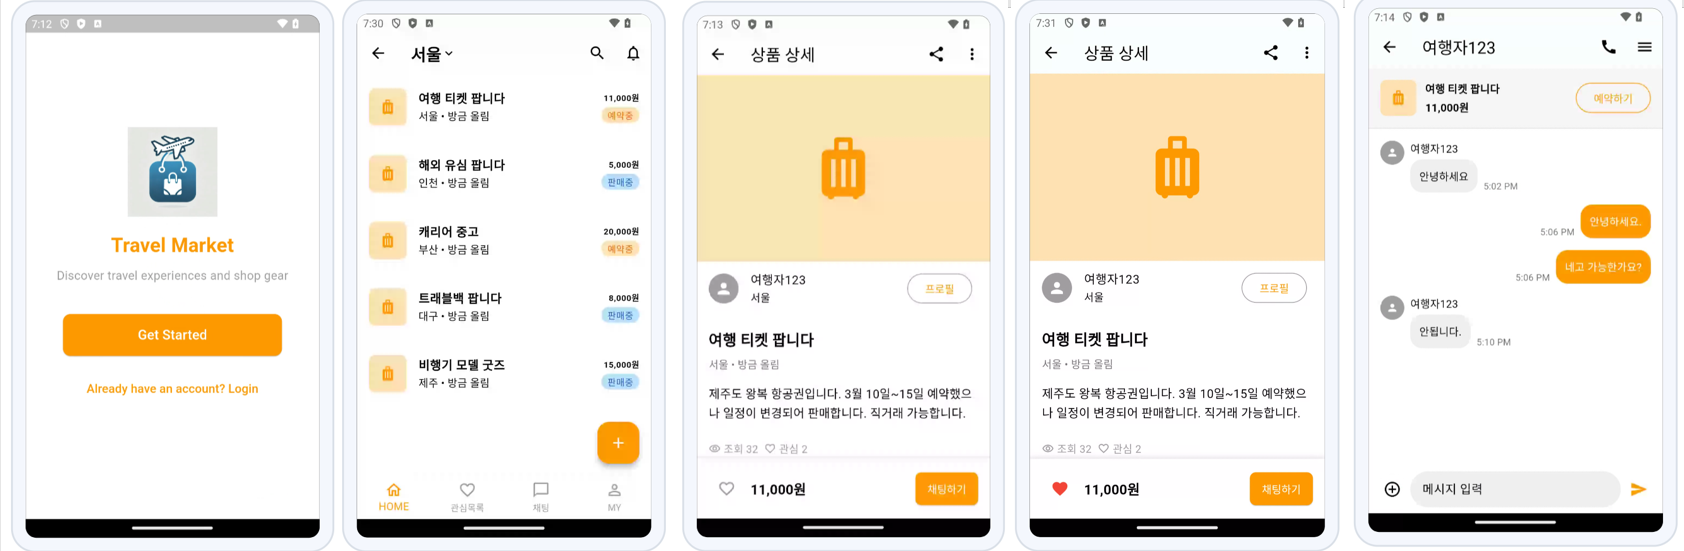 7:12
Travel Market
Discover travel experiences and shop gear
Get Started
Already have an account? Login
7:30
서울
여행 티켓 팝니다
11,000원
서울 • 방금 올림
예약중
해외 유심 팝니다
5,000원
인천 • 방금 올림
판매중
캐리어 중고
20,000원
부산 • 방금 올림
예약중
트래블백 팝니다
8,000원
대구 • 방금 올림
판매중
비행기 모델 굿즈
15,000원
제주 • 방금 올림
판매중
+
HOME
관심목록
채팅
MY
7:13
상품 상세
여행자123
서울
프로필
여행 티켓 팝니다
서울 • 방금 올림
제주도 왕복 항공권입니다. 3월 10일~15일 예약했으
나 일정이 변경되어 판매합니다. 직거래 가능합니다.
조회 32 관심 2
11,000원
채팅하기
7:31
상품 상세
여행자123
서울
프로필
여행 티켓 팝니다
서울 • 방금 올림
제주도 왕복 항공권입니다. 3월 10일~15일 예약했으
나 일정이 변경되어 판매합니다. 직거래 가능합니다.
조회 32 관심 2
11,000원
채팅하기
7:14
여행자123
여행 티켓 팝니다
11,000원
예약하기
여행자123
안녕하세요
5:02 PM
안녕하세요.
5:06 PM
네고 가능한가요?
5:06 PM
여행자123
안됩니다.
5:10 PM
메시지 입력